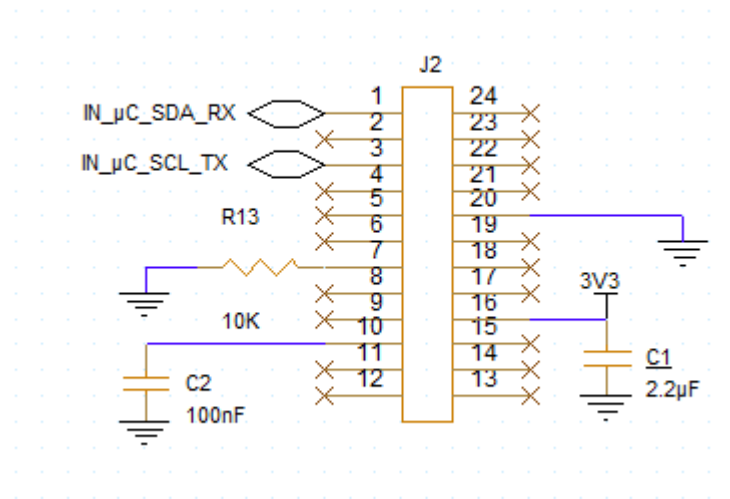 J2
1 24
IN_µC_SDA_RX
2 23
3 22
IN_µC_SCL_TX
4 21
5 20
R13
6 19
7 18
8 17
3V3
9 16
10K
10 15
11 14
C1
12 13
C2
2.2µF
100nF